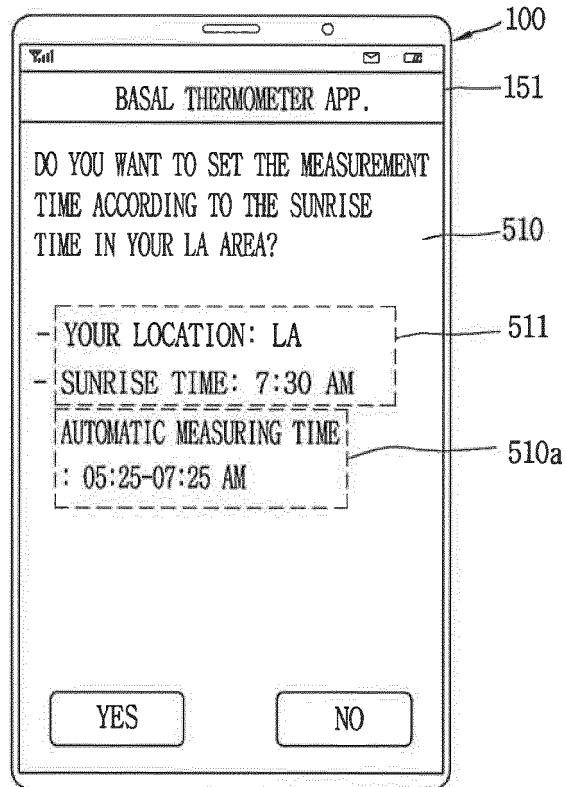 100
151
BASAL THERMOMETER APP.
DO YOU WANT TO SET THE MEASUREMENT
TIME ACCORDING TO THE SUNRISE
TIME IN YOUR LA AREA?
510
- YOUR LOCATION: LA
511
- SUNRISE TIME: 7:30 AM
AUTOMATIC MEASURING TIME
: 05:25-07:25 AM
510a
YES
NO